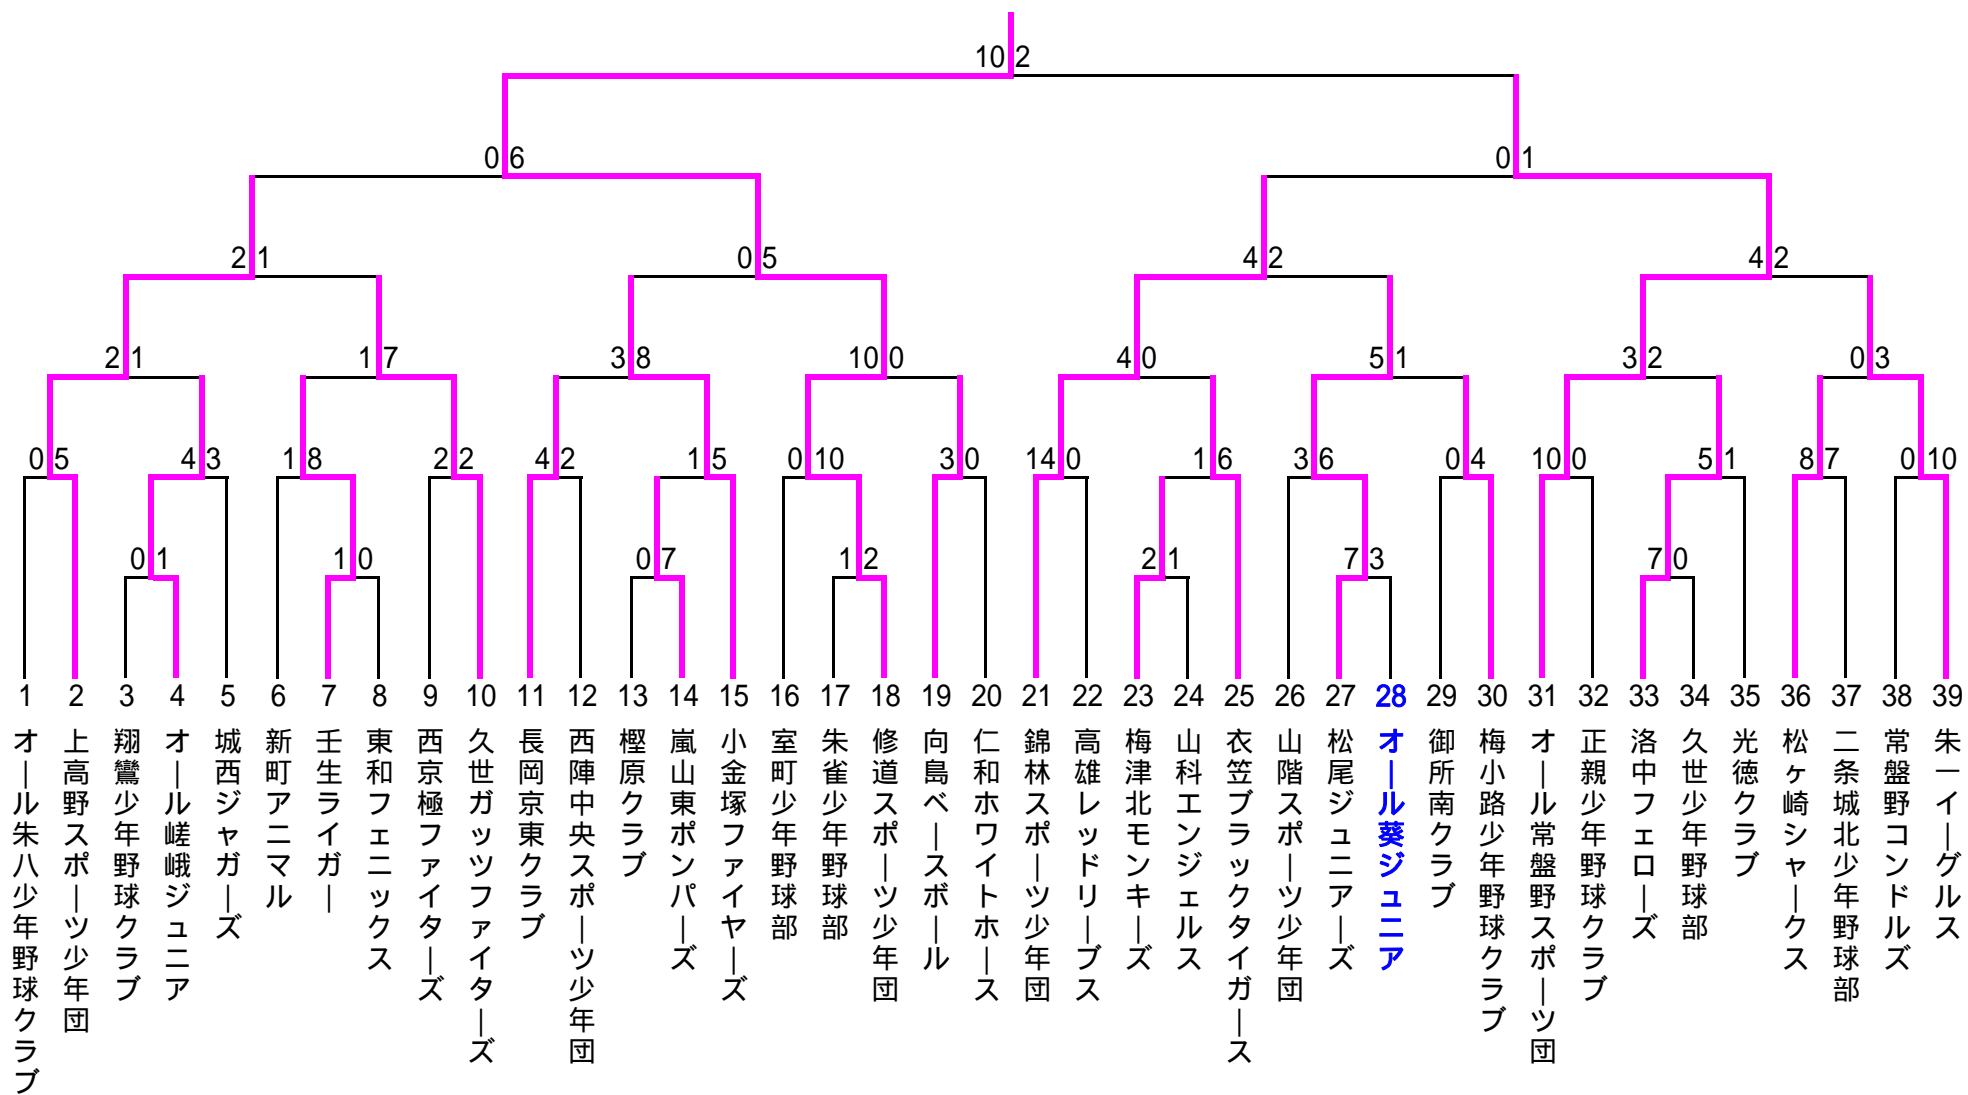 10 2
0 6
0 1
2 1
0 5
4 2
4 2
2 1
1 7
3 8
10 0
4 0
5 1
3 2
0 3
0 5
4 3
1 8
2 2
4 2
1 5
0 10
3 0
14 0
1 6
3 6
0 4
10 0
5 1
8 7
0 10
0 1
1 0
0 7
1 2
2 1
7 3
7 0
1 オール朱八少年野球クラブ
2 上高野スポーツ少年団
3 翔鸞少年野球クラブ
4 オール嵯峨ジュニア
5 城西ジャガーズ
6 新町アニマル
7 壬生ライガー
8 東和フェニックス
9 西京極ファイターズ
10 久世ガッツファイターズ
11 長岡京東クラブ
12 西陣中央スポーツ少年団
13 樫原クラブ
14 嵐山東ポンパーズ
15 小金塚ファイヤーズ
16 室町少年野球部
17 朱雀少年野球部
18 修道スポーツ少年団
19 向島ベースボール
20 仁和ホワイトホース
21 錦林スポーツ少年団
22 高雄レッドリーブス
23 梅津北モンキーズ
24 山科エンジェルス
25 衣笠ブラックタイガース
26 山階スポーツ少年団
27 松尾ジュニアーズ
28 オール葵ジュニア
29 御所南クラブ
30 梅小路少年野球クラブ
31 オール常盤野スポーツ団
32 正親少年野球クラブ
33 洛中フェローズ
34 久世少年野球部
35 光徳クラブ
36 松ヶ崎シャークス
37 二条城北少年野球部
38 常盤野コンドルズ
39 朱一イーグルス